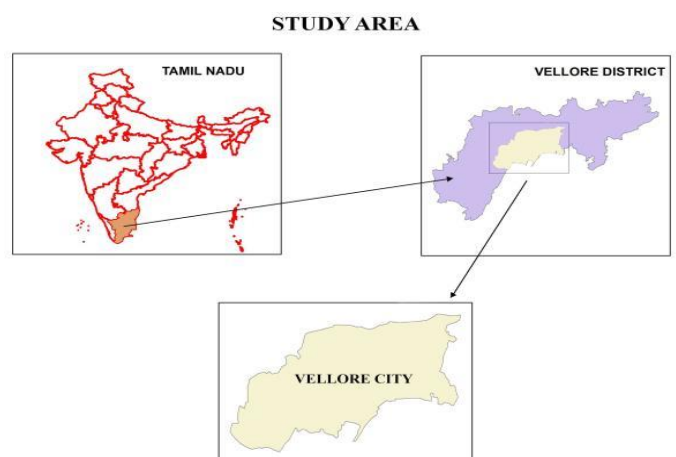 STUDY AREA
TAMIL NADU
VELLORE DISTRICT
VELLORE CITY